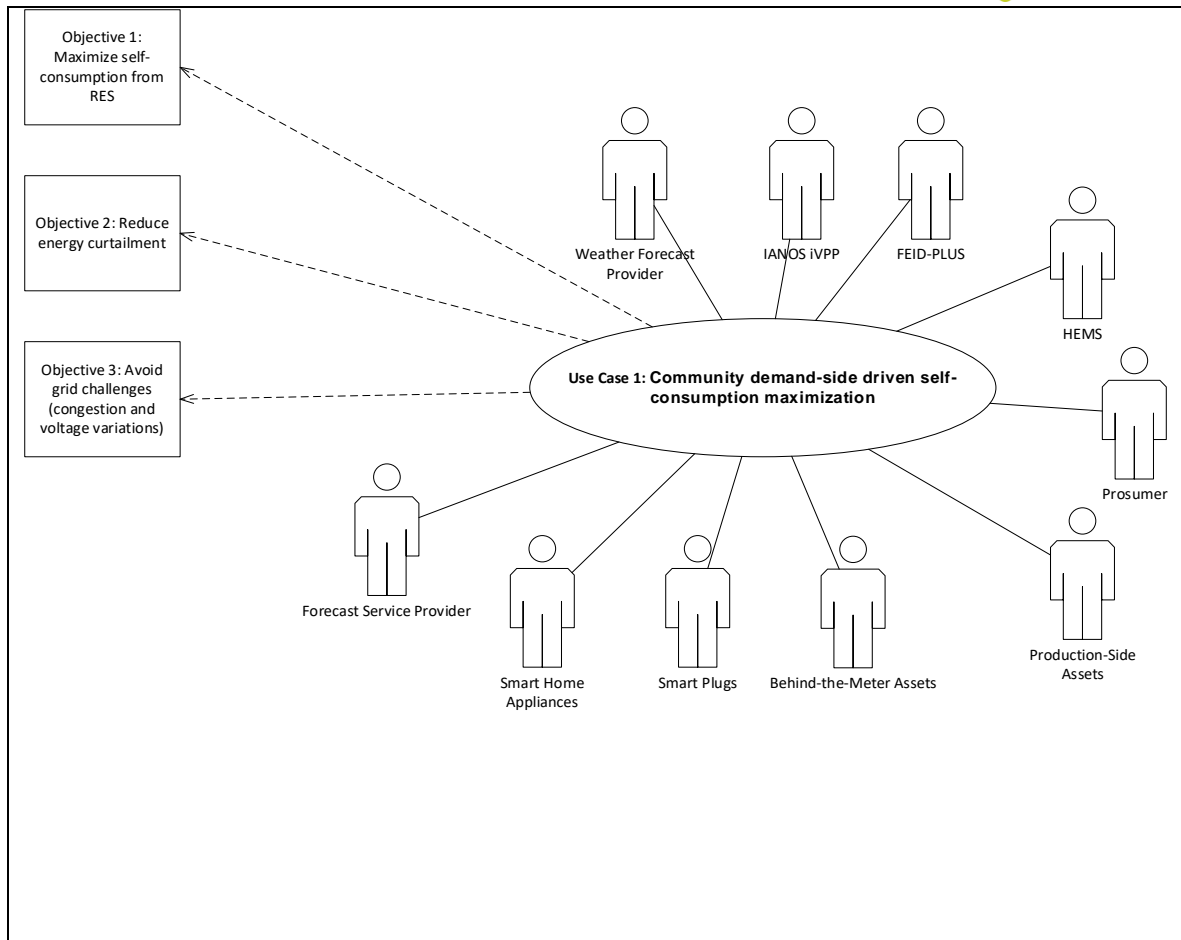 Objective 1:
Maximize self-
consumption from
RES
Objective 2: Reduce
energy curtailment
Objective 3: Avoid
grid challenges
(congestion and
voltage variations)
Weather Forecast
Provider
IANOS iVPP
FEID-PLUS
HEMS
Use Case 1: Community demand-side driven self-
consumption maximization
Prosumer
Forecast Service Provider
Smart Home
Appliances
Smart Plugs
Behind-the-Meter Assets
Production-Side
Assets